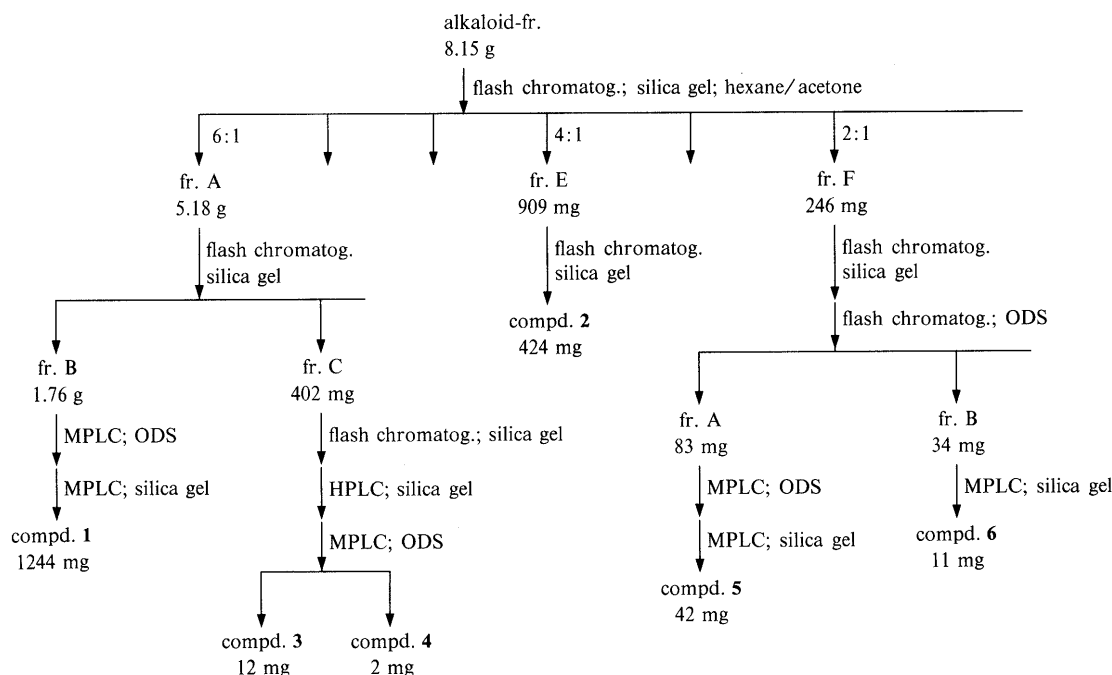 alkaloid-fr.
8.15 g
flash chromatog.; silica gel; hexane/acetone
6:1
4:1
2:1
fr. A
5.18 g
fr. E
909 mg
fr. F
246 mg
flash chromatog.
silica gel
flash chromatog.
silica gel
flash chromatog.
silica gel
compd. 2
424 mg
flash chromatog.; ODS
fr. B
1.76 g
fr. C
402 mg
fr. A
83 mg
fr. B
34 mg
MPLC; ODS
MPLC; silica gel
compd. 1
1244 mg
flash chromatog.; silica gel
HPLC; silica gel
MPLC; ODS
compd. 3
12 mg
compd. 4
2 mg
MPLC; ODS
MPLC; silica gel
compd. 5
42 mg
MPLC; silica gel
compd. 6
11 mg